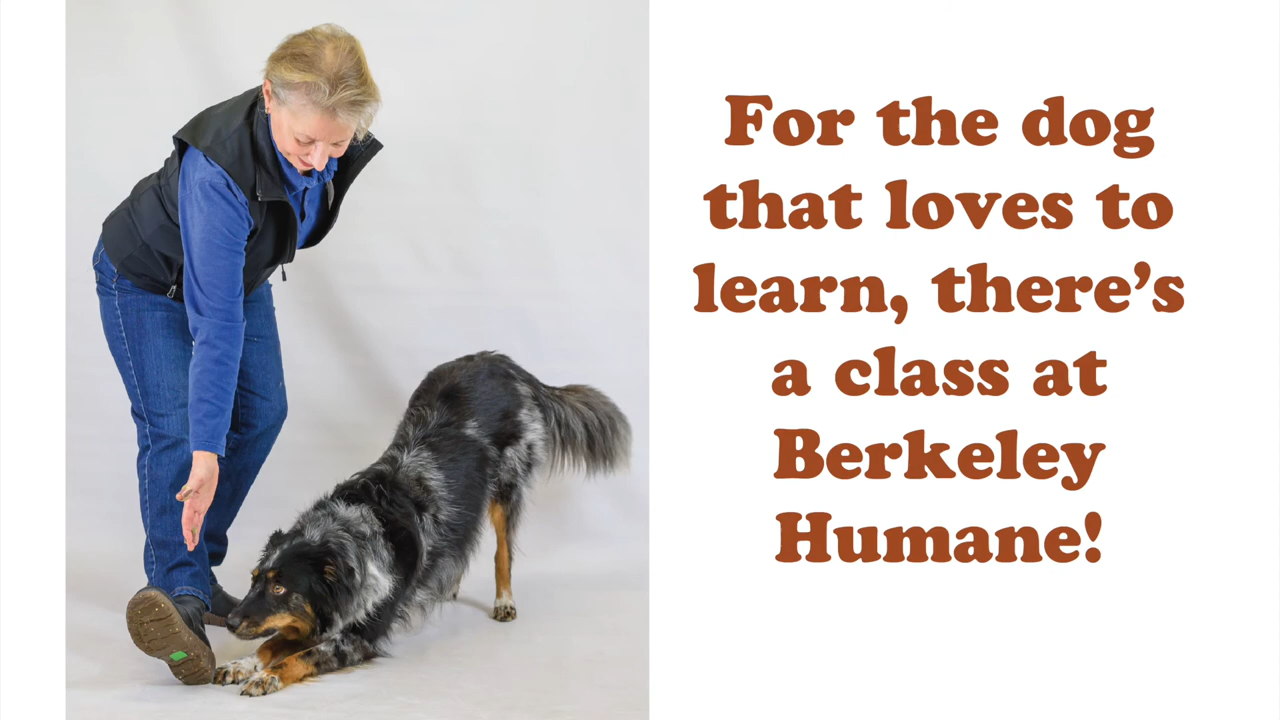 For the dog
that loves to
learn, there’s
a class at
Berkeley
Humane!